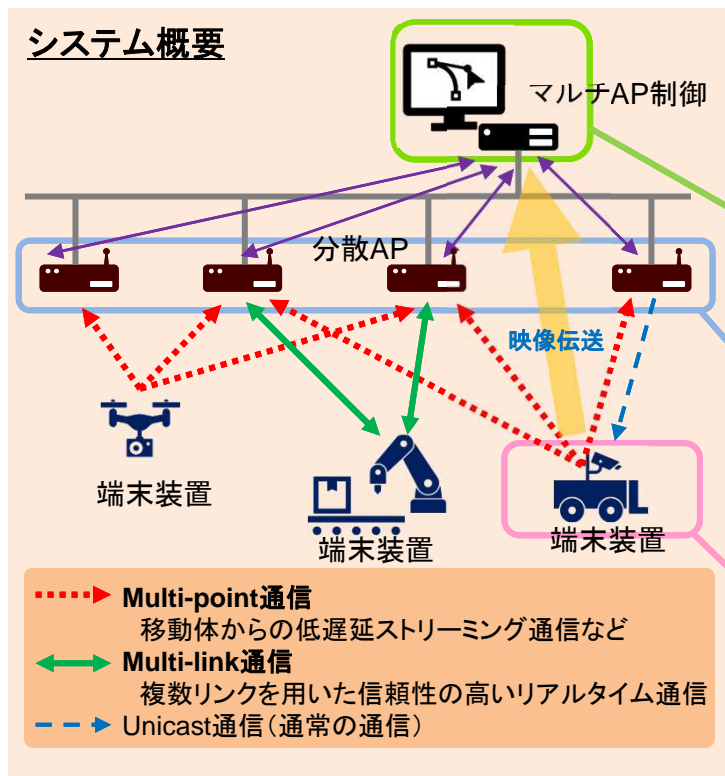 システム概要
マルチAP制御
分散AP
映像伝送
端末装置
端末装置
端末装置
Multi-point通信
移動体からの低遅延ストリーミング通信など
Multi-link通信
複数リンクを用いた信頼性の高いリアルタイム通信
Unicast通信（通常の通信）